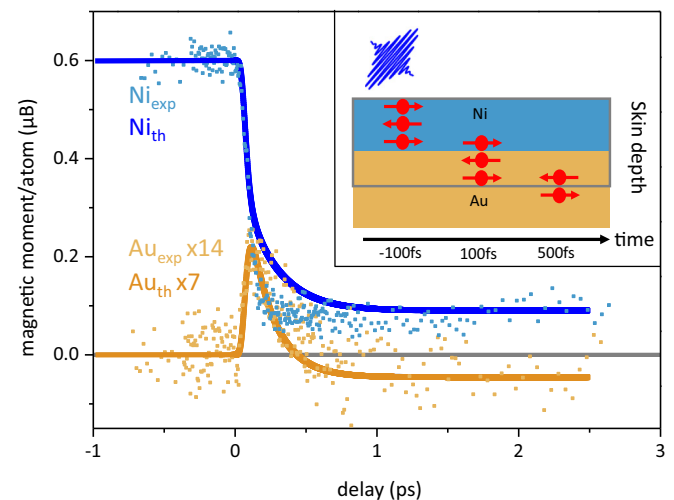 magnetic moment/atom (μB)
0.6
0.4
0.2
0.0
Ni_exp
Ni_th
Au_exp x14
Au_th x7
Ni
Au
Skin depth
time
-100fs 100fs 500fs
-1 0 1 2 3
delay (ps)